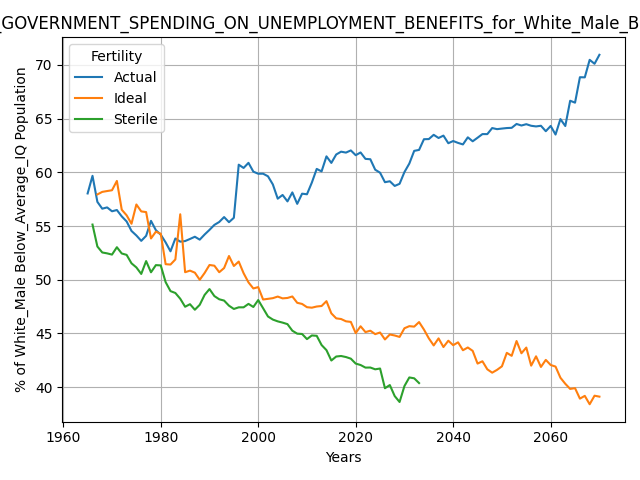 _GOVERNMENT_SPENDING_ON_UNEMPLOYMENT_BENEFITS_for_White_Male_B
Fertility
Actual
Ideal
Sterile
% of White_Male Below_Average_IQ Population
70
65
60
55
50
45
40
1960
1980
2000
2020
2040
2060
Years